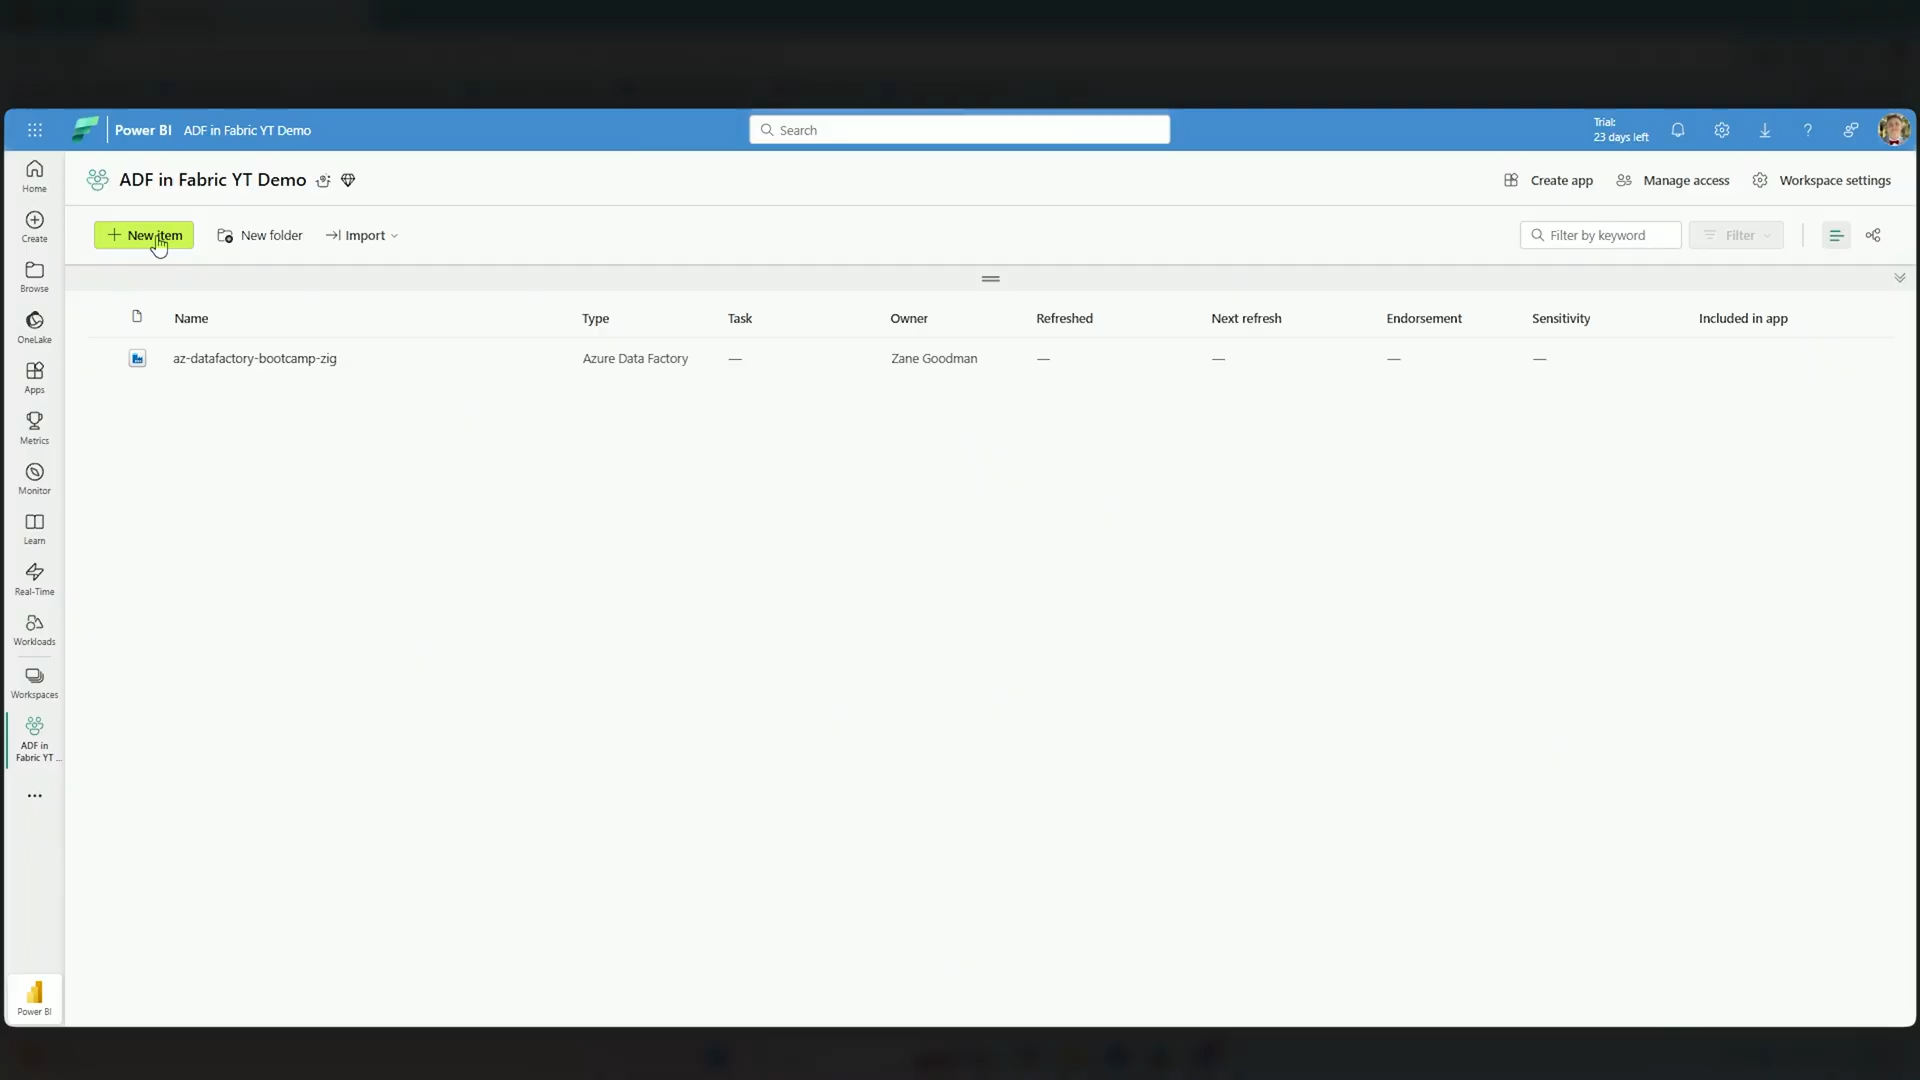 Power BI ADF in Fabric YT Demo Search Trial: 23 days left
ADF in Fabric YT Demo Create app Manage access Workspace settings
New item New folder Import Filter by keyword Filter
Name Type Task Owner Refreshed Next refresh Endorsement Sensitivity Included in app
az-datafactory-bootcamp-zig Azure Data Factory — Zane Goodman — — — —
Home
Create
Browse
OneLake
Apps
Metrics
Monitor
Learn
Real-Time
Workloads
Workspaces
ADF in
Fabric YT ...
Power BI